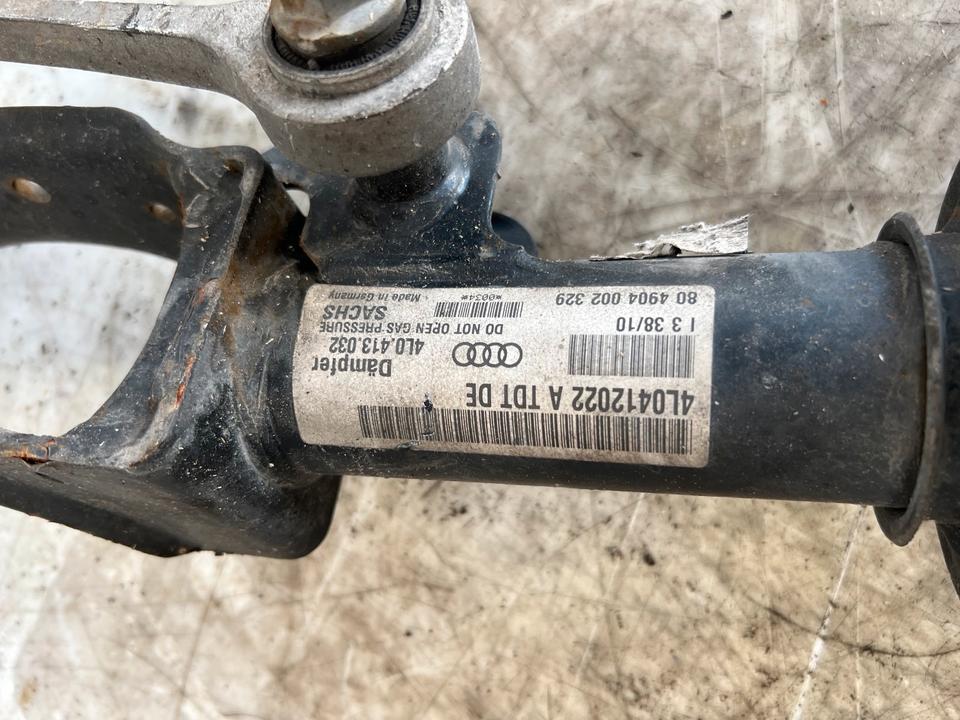 4L0412022 A TDT DE
Dämpfer
4L0.413.032
DO NOT OPEN GAS PRESSURE
SACHS
Made in Germany
*0034*
I 3 38/10
80 4904 002 329